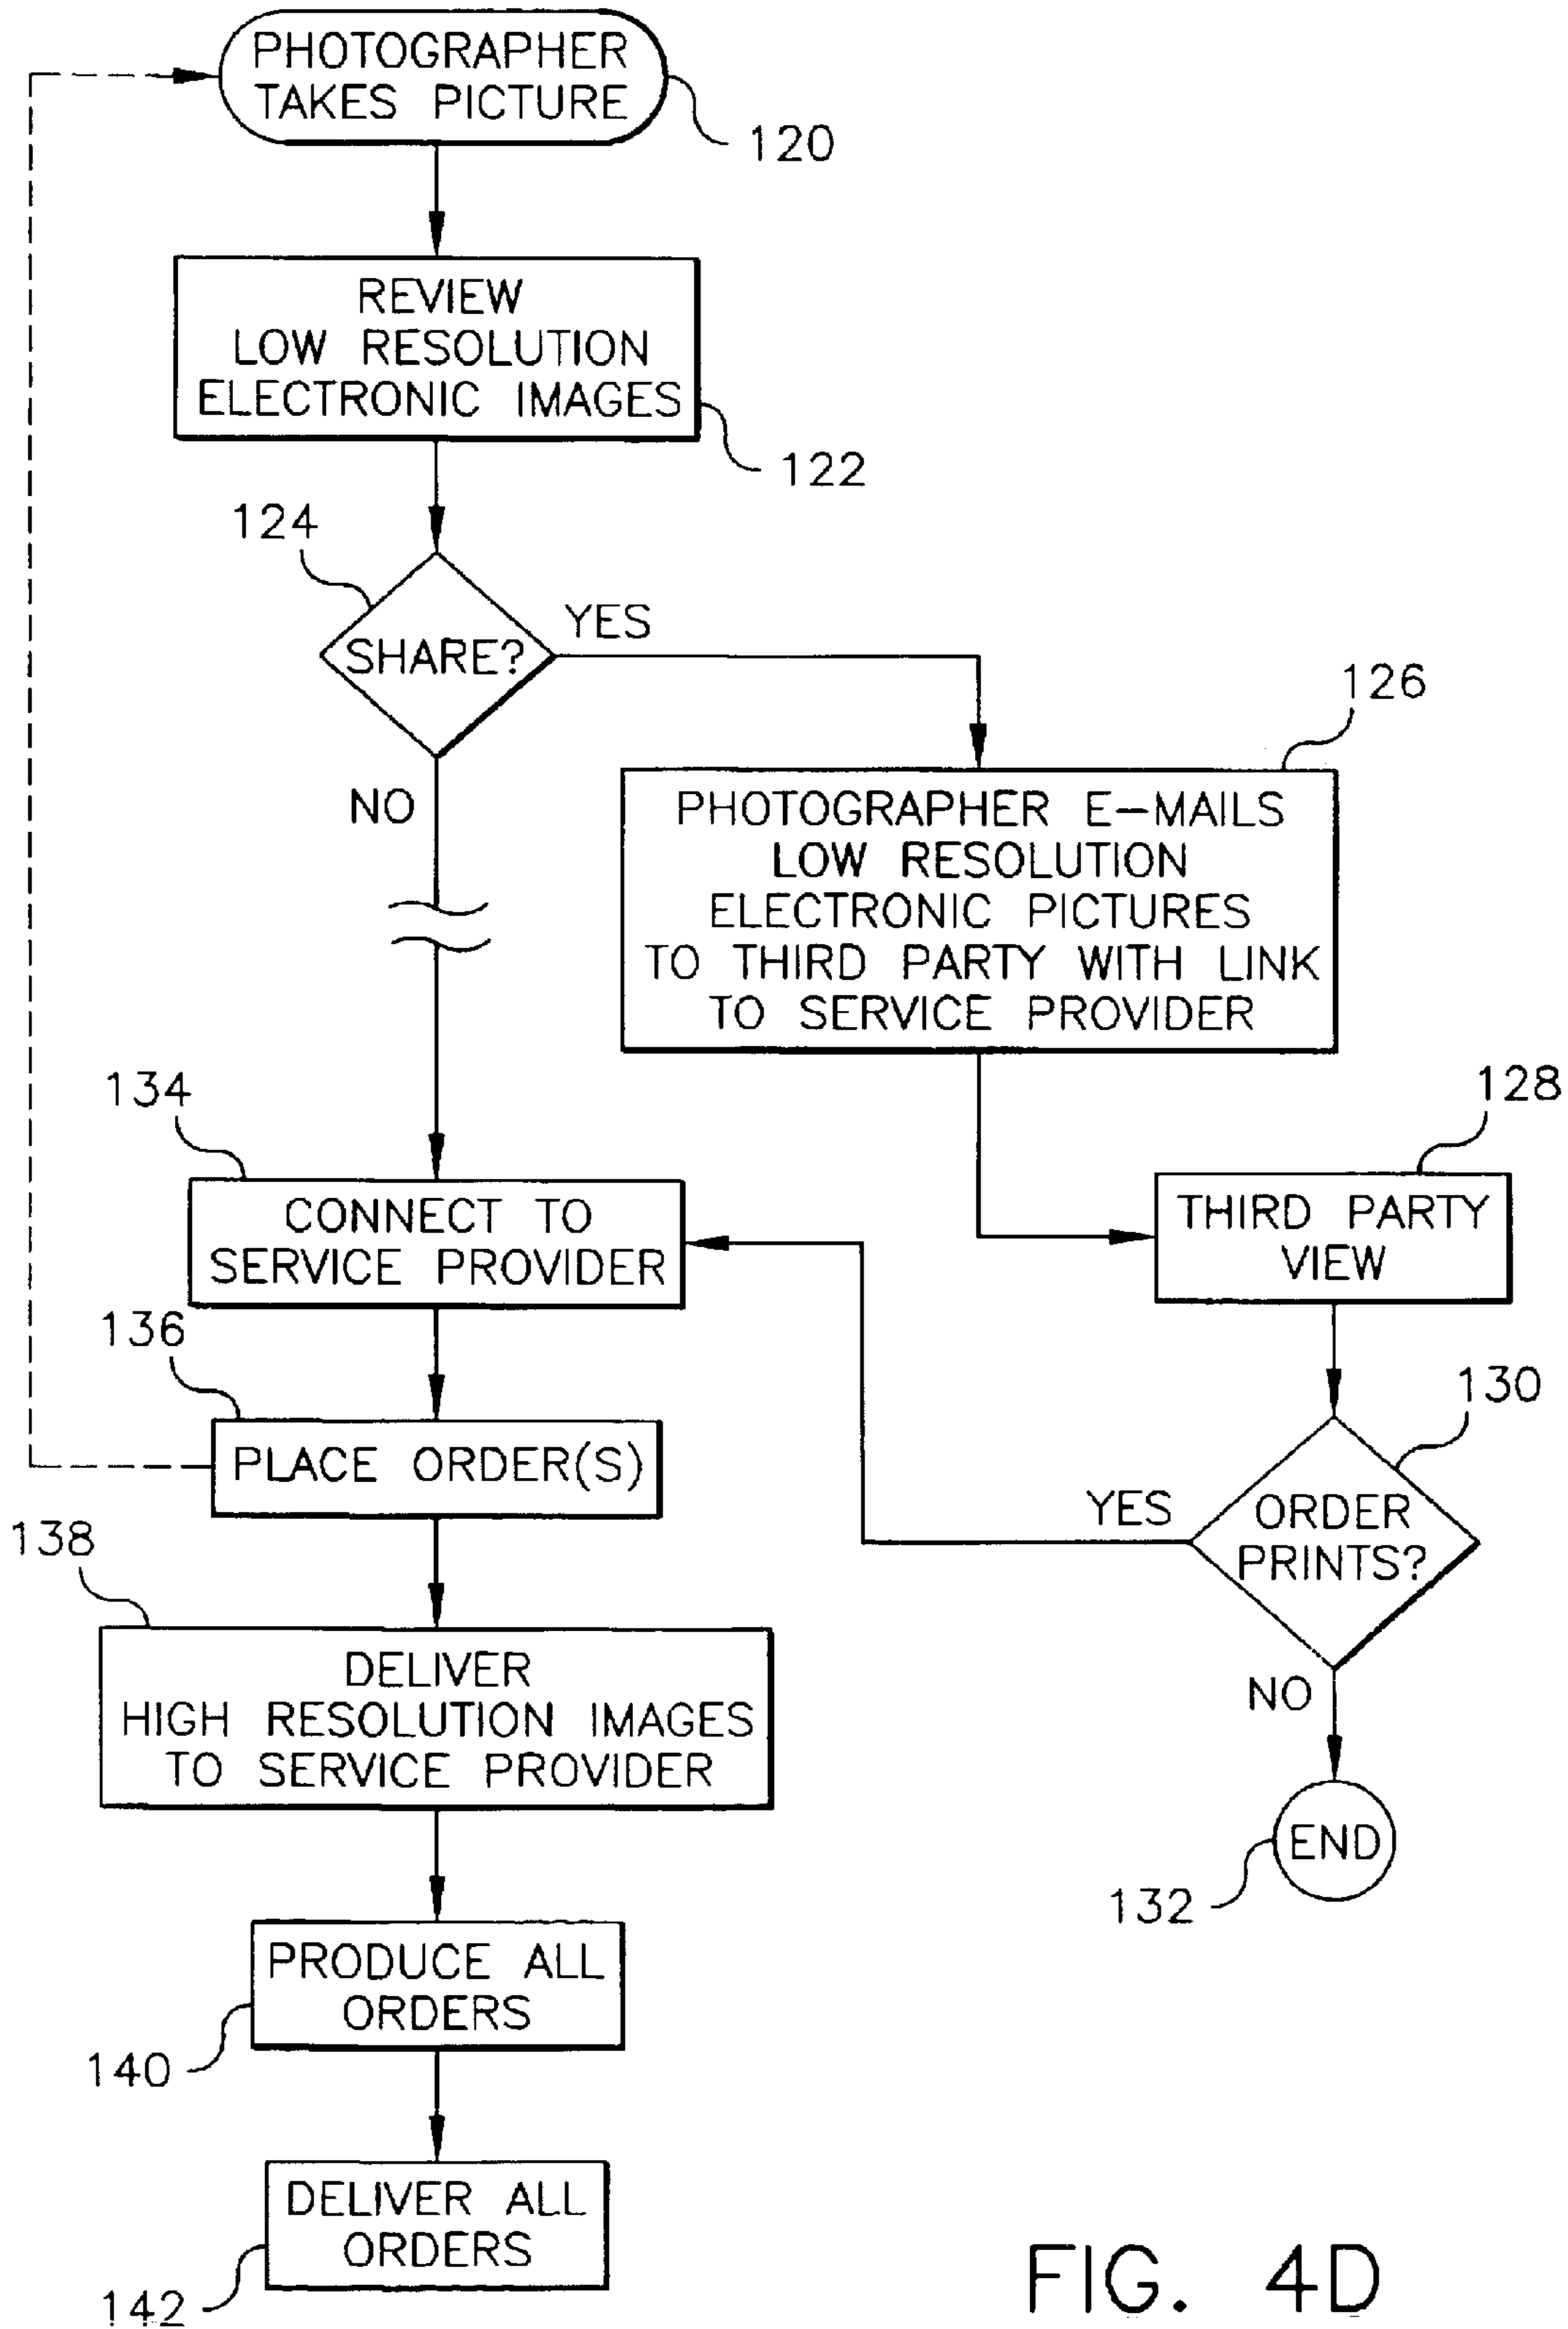 PHOTOGRAPHER
TAKES PICTURE
120
REVIEW
LOW RESOLUTION
ELECTRONIC IMAGES
122
124
SHARE?
YES
NO
126
PHOTOGRAPHER E-MAILS
LOW RESOLUTION
ELECTRONIC PICTURES
TO THIRD PARTY WITH LINK
TO SERVICE PROVIDER
128
THIRD PARTY
VIEW
130
ORDER
PRINTS?
YES
NO
END
132
134
CONNECT TO
SERVICE PROVIDER
136
PLACE ORDER(S)
138
DELIVER
HIGH RESOLUTION IMAGES
TO SERVICE PROVIDER
PRODUCE ALL
ORDERS
140
DELIVER ALL
ORDERS
142
FIG. 4D